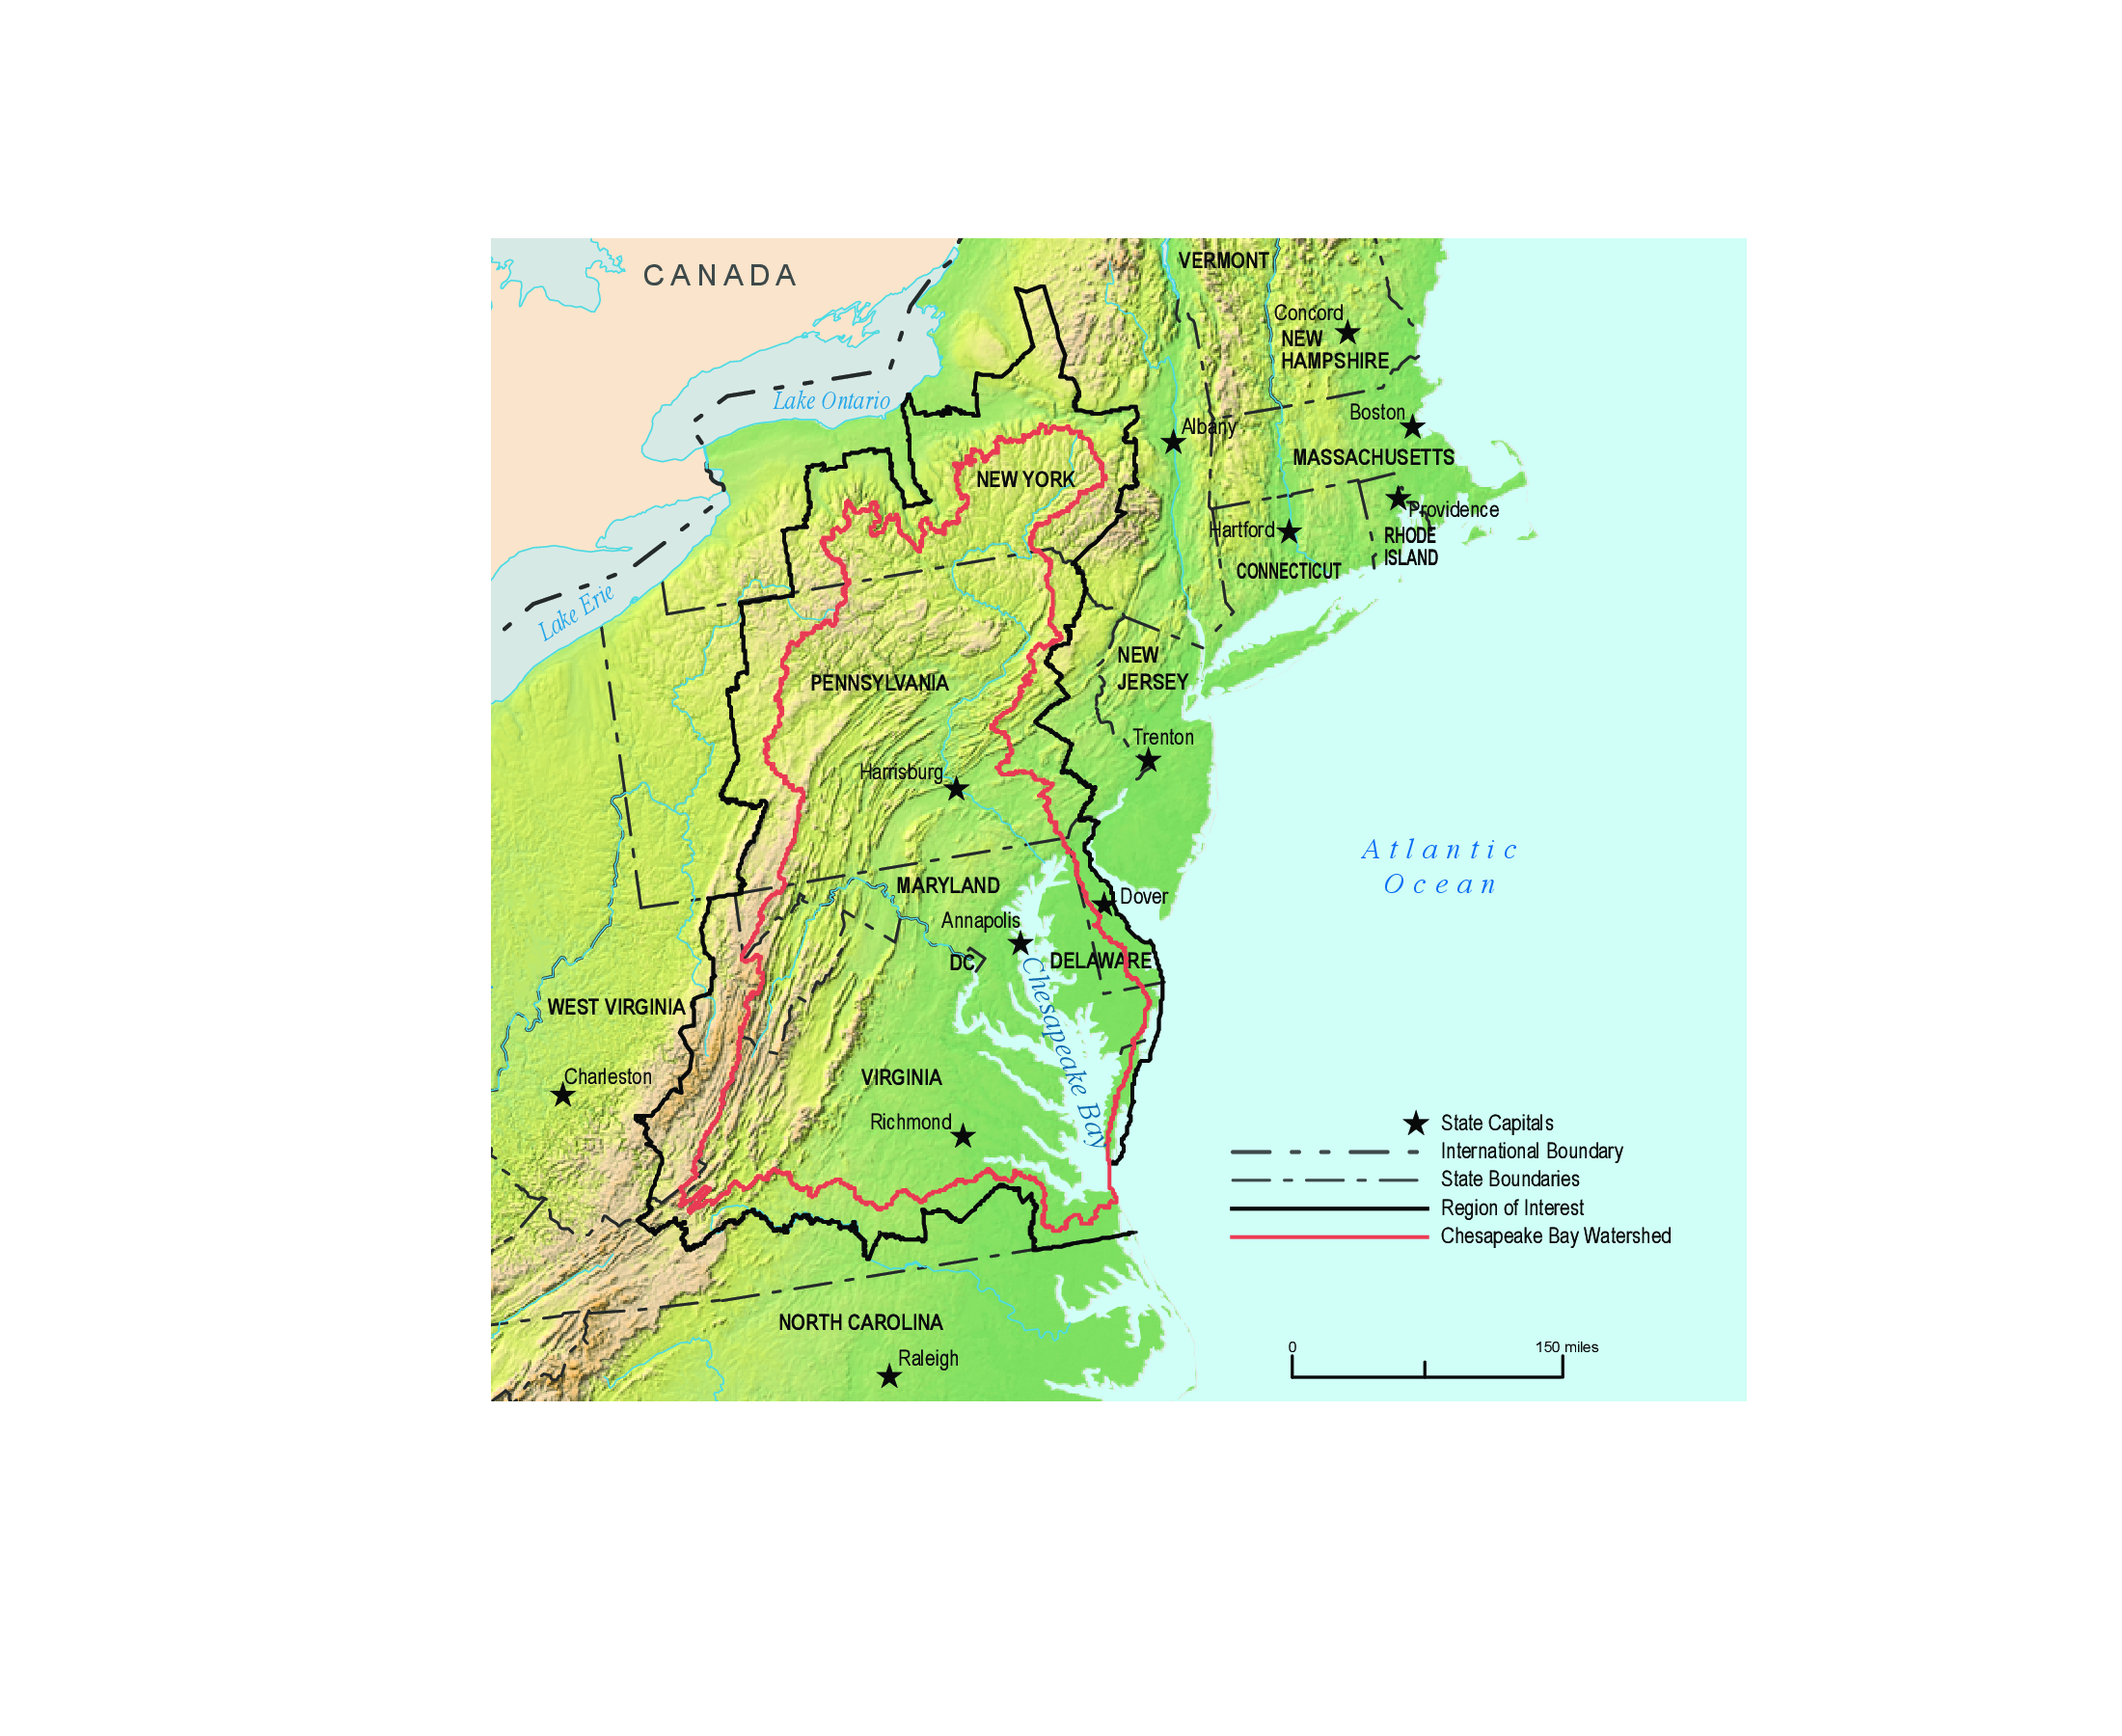 CANADA
VERMONT
Concord
NEW
HAMPSHIRE
Lake Ontario
Boston
Albany
MASSACHUSETTS
NEW YORK
Providence
Hartford
RHODE
ISLAND
CONNECTICUT
Lake Erie
NEW
JERSEY
PENNSYLVANIA
Trenton
Harrisburg
Atlantic
Ocean
MARYLAND
Dover
Annapolis
DC
DELAWARE
Chesapeake Bay
WEST VIRGINIA
Charleston
VIRGINIA
Richmond
State Capitals
International Boundary
State Boundaries
Region of Interest
Chesapeake Bay Watershed
NORTH CAROLINA
Raleigh
0 150 miles